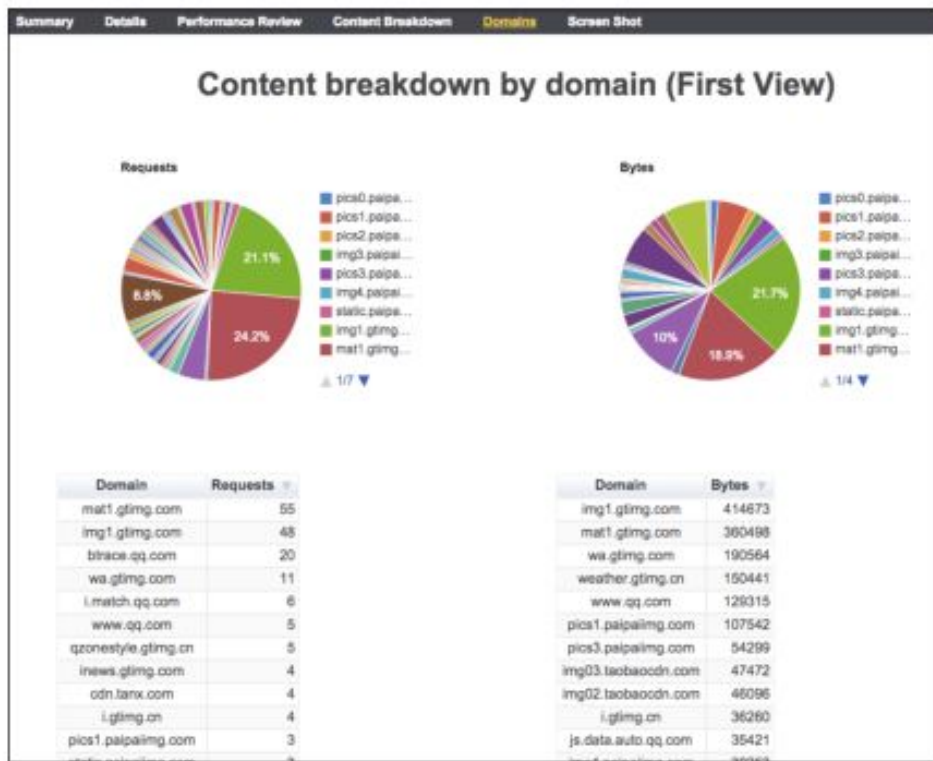 Summary Details Performance Review Content Breakdown Domains Screen Shot
Content breakdown by domain (First View)
Requests
21.1%
8.8%
24.2%
pics0.paipa...
pics1.paipa...
pics2.paipa...
img3.paipai...
pics3.paipa...
img4.paipai...
static.paipa...
img1.gtimg...
mat1.gtimg...
1/7
Bytes
21.7%
10%
18.9%
pics0.paipa...
pics1.paipa...
pics2.paipa...
img3.paipai...
pics3.paipa...
img4.paipai...
static.paipa...
img1.gtimg...
mat1.gtimg...
1/4
Domain Requests
mat1.gtimg.com 55
img1.gtimg.com 48
btrace.qq.com 20
wa.gtimg.com 11
i.match.qq.com 6
www.qq.com 5
qzonestyle.gtimg.cn 5
inews.gtimg.com 4
cdn.tanx.com 4
i.gtimg.cn 4
pics1.paipaiimg.com 3
Domain Bytes
img1.gtimg.com 414673
mat1.gtimg.com 360498
wa.gtimg.com 190564
weather.gtimg.cn 150441
www.qq.com 129315
pics1.paipaiimg.com 107542
pics3.paipaiimg.com 54299
img03.taobaocdn.com 47472
img02.taobaocdn.com 46096
i.gtimg.cn 36260
js.data.auto.qq.com 35421